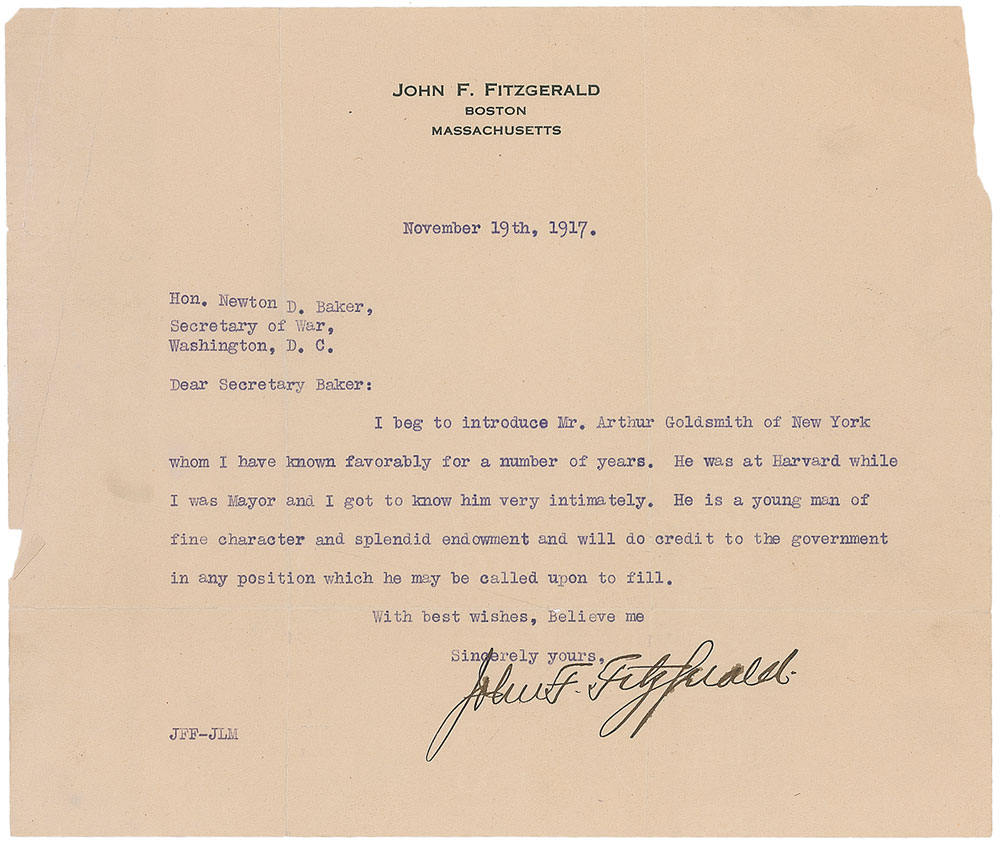 JOHN F. FITZGERALD
BOSTON
MASSACHUSETTS
November 19th, 1917.
Hon. Newton D. Baker,
Secretary of War,
Washington, D. C.
Dear Secretary Baker:
I beg to introduce Mr. Arthur Goldsmith of New York
whom I have known favorably for a number of years. He was at Harvard while
I was Mayor and I got to know him very intimately. He is a young man of
fine character and splendid endowment and will do credit to the government
in any position which he may be called upon to fill.
With best wishes, Believe me
Sincerely yours,
John F. Fitzgerald.
JFF-JLM